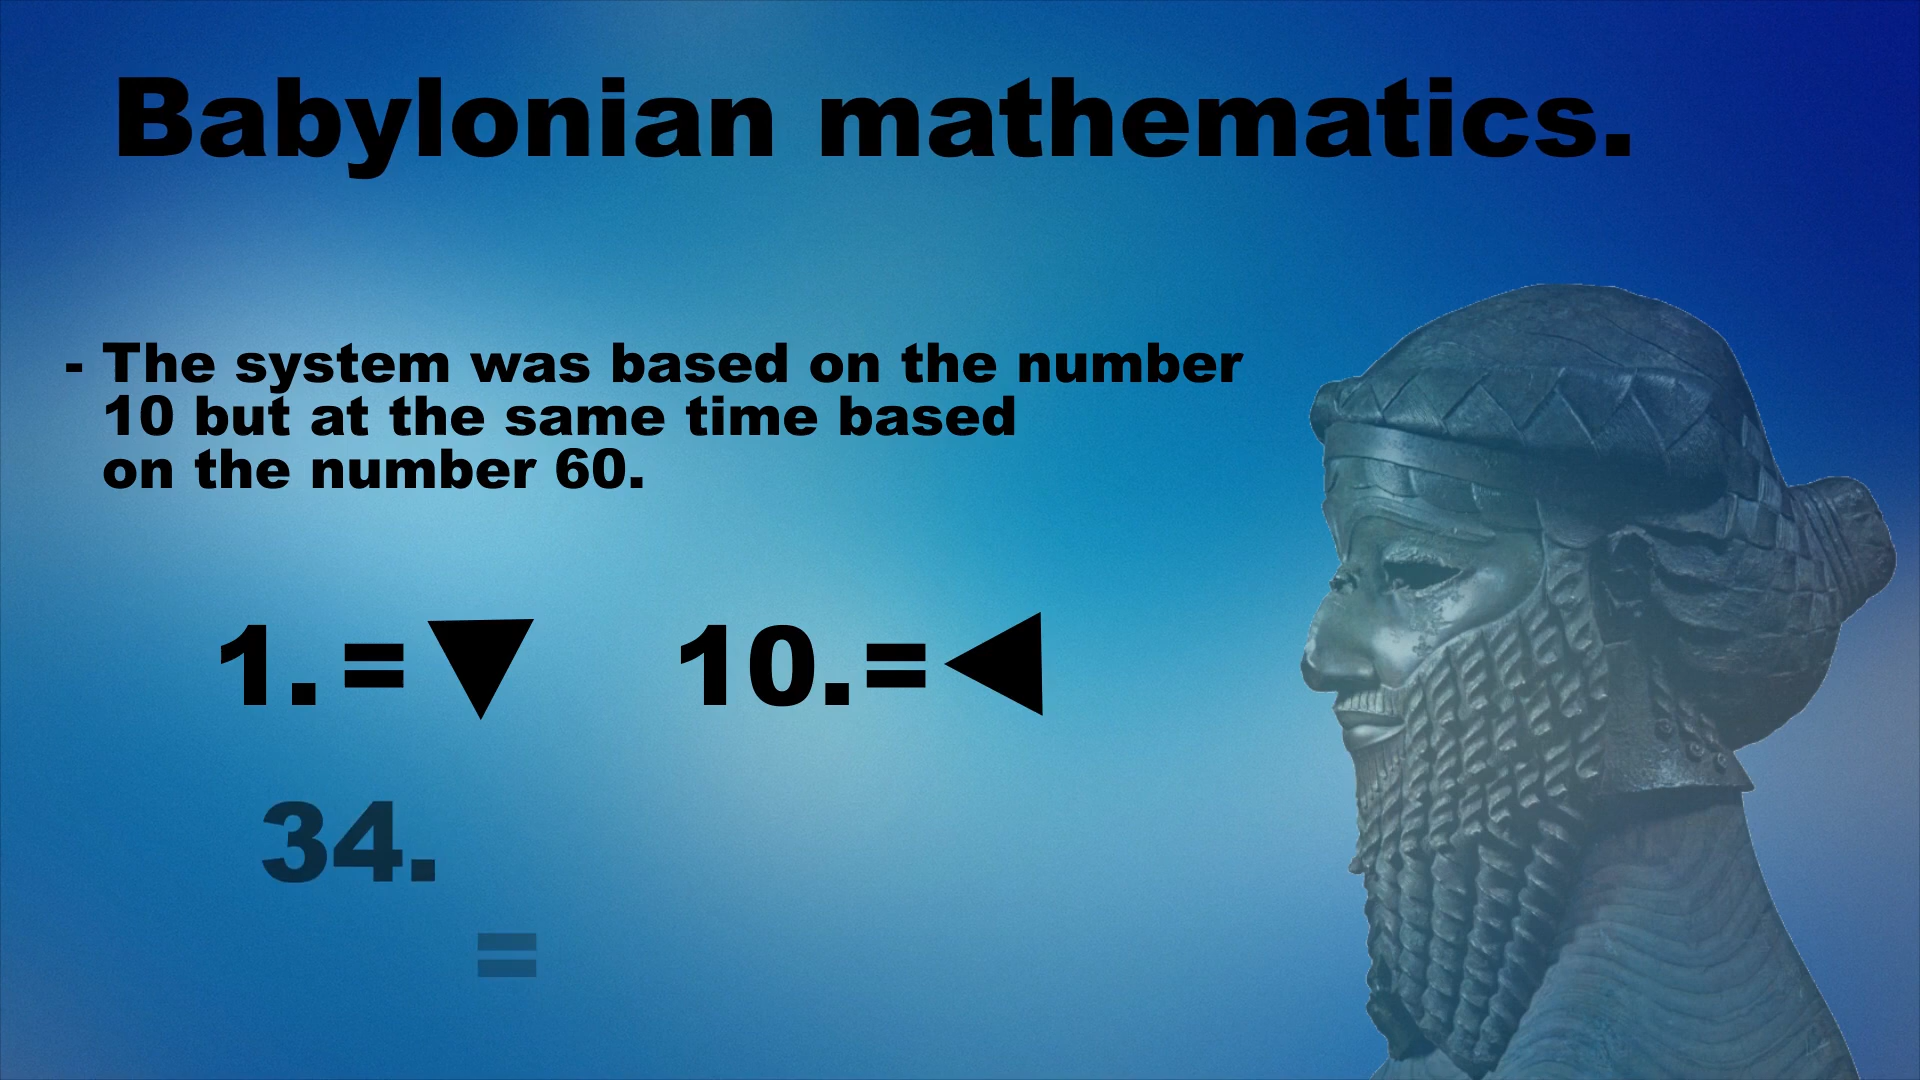 Babylonian mathematics.
- The system was based on the number
10 but at the same time based
on the number 60.
1. = ▼ 10. = ◀
34.
=